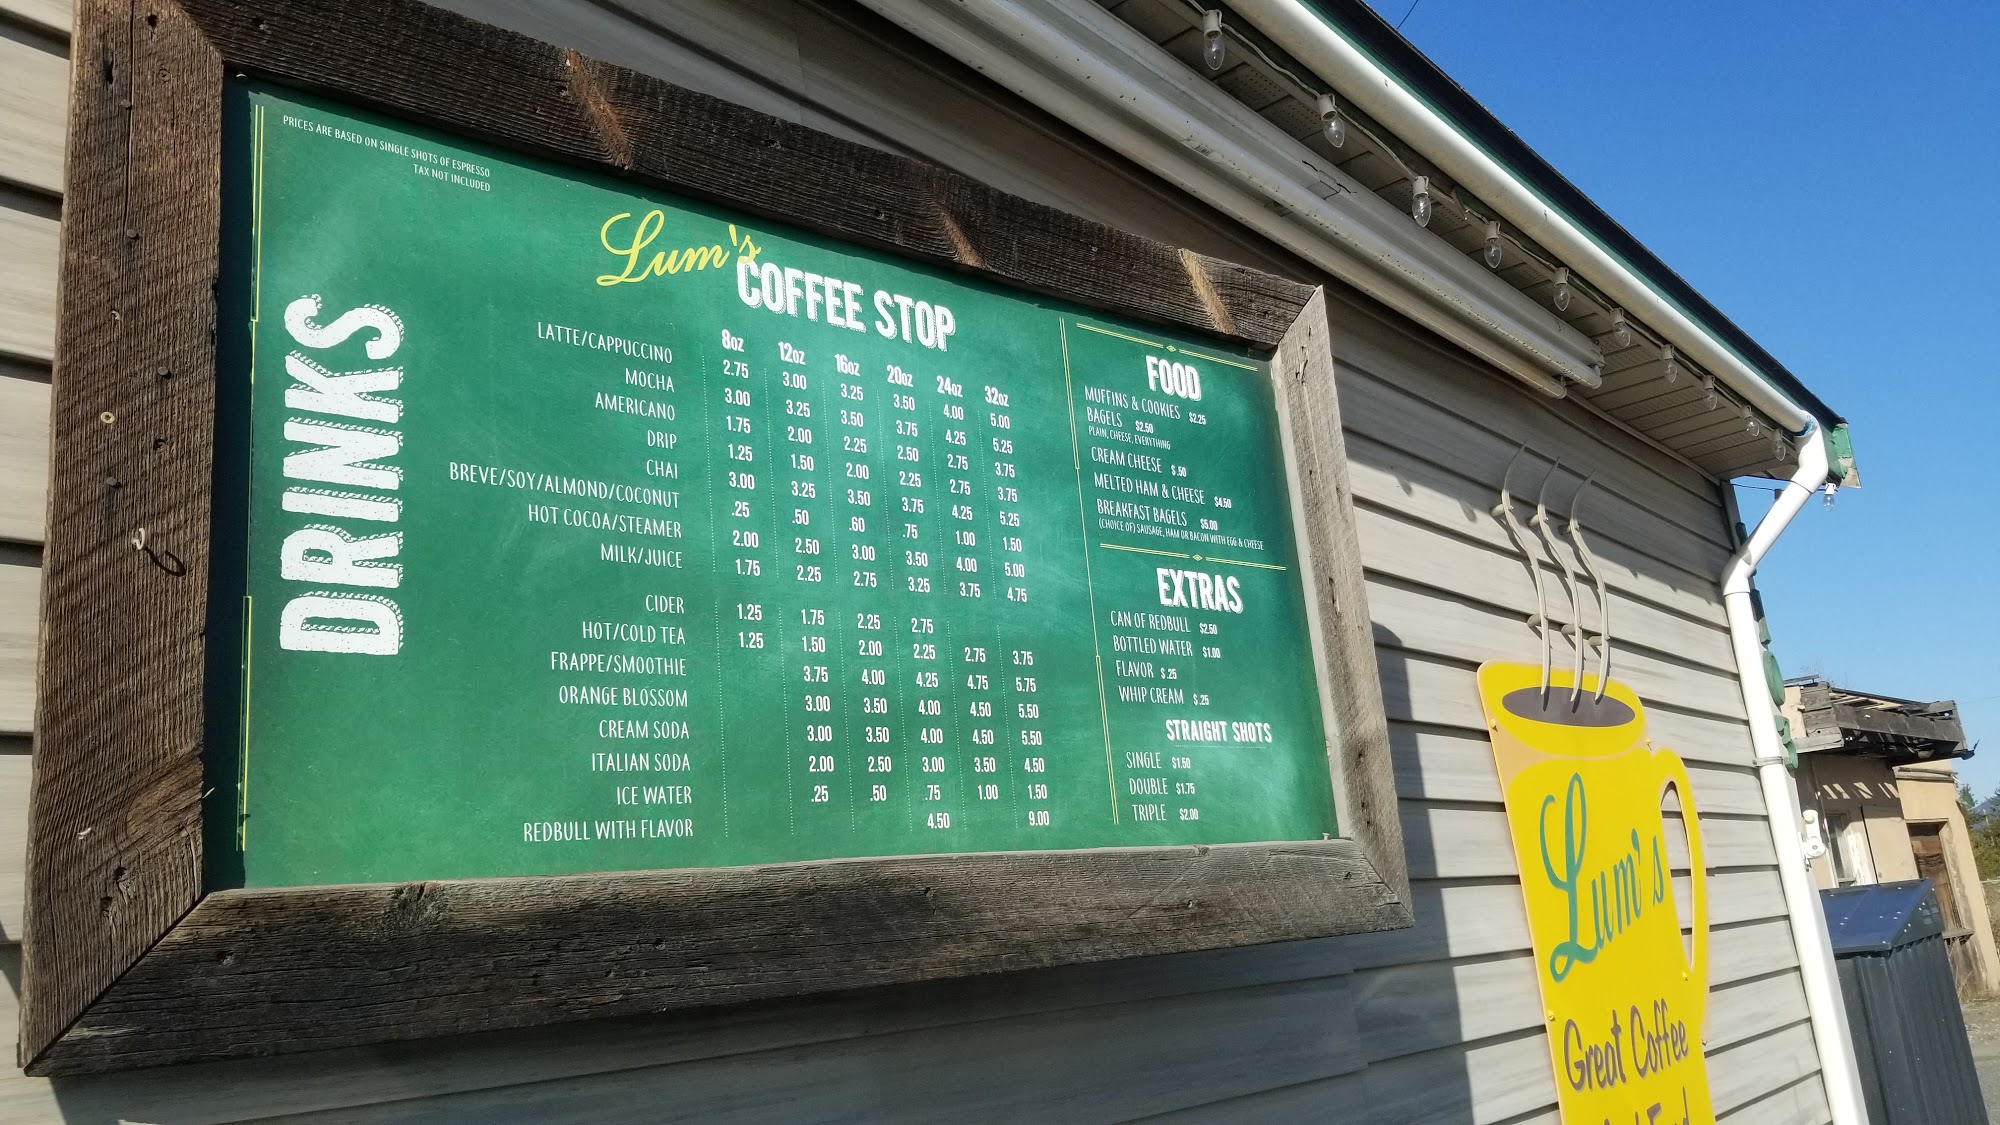 PRICES ARE BASED ON SINGLE SHOTS OF ESPRESSO
TAX NOT INCLUDED
Lum's
COFFEE STOP
DRINKS
8oz 12oz 16oz 20oz 24oz 32oz
LATTE/CAPPUCCINO 2.75 3.00 3.25 3.50 4.00 5.00
MOCHA 3.00 3.25 3.50 3.75 4.25 5.25
AMERICANO 1.75 2.00 2.25 2.50 2.75 3.75
DRIP 1.25 1.50 2.00 2.25 2.75 3.75
CHAI 3.00 3.25 3.50 3.75 4.25 5.25
BREVE/SOY/ALMOND/COCONUT .25 .50 .60 .75 1.00 1.50
HOT COCOA/STEAMER 2.00 2.50 3.00 3.50 4.00 5.00
MILK/JUICE 1.75 2.25 2.75 3.25 3.75 4.75
CIDER 1.25 1.75 2.25 2.75
HOT/COLD TEA 1.25 1.50 2.00 2.25 2.75 3.75
FRAPPE/SMOOTHIE 3.75 4.00 4.25 4.75 5.75
ORANGE BLOSSOM 3.00 3.50 4.00 4.50 5.50
CREAM SODA 3.00 3.50 4.00 4.50 5.50
ITALIAN SODA 2.00 2.50 3.00 3.50 4.50
ICE WATER .25 .50 .75 1.00 1.50
REDBULL WITH FLAVOR 4.50 9.00
FOOD
MUFFINS & COOKIES $2.25
BAGELS $2.50
PLAIN, CHEESE, EVERYTHING
CREAM CHEESE $.50
MELTED HAM & CHEESE $4.50
BREAKFAST BAGELS $5.00
(CHOICE OF) SAUSAGE, HAM OR BACON WITH EGG & CHEESE
EXTRAS
CAN OF REDBULL $2.50
BOTTLED WATER $1.00
FLAVOR $.25
WHIP CREAM $.25
STRAIGHT SHOTS
SINGLE $1.50
DOUBLE $1.75
TRIPLE $2.00
Lum's
Great Coffee